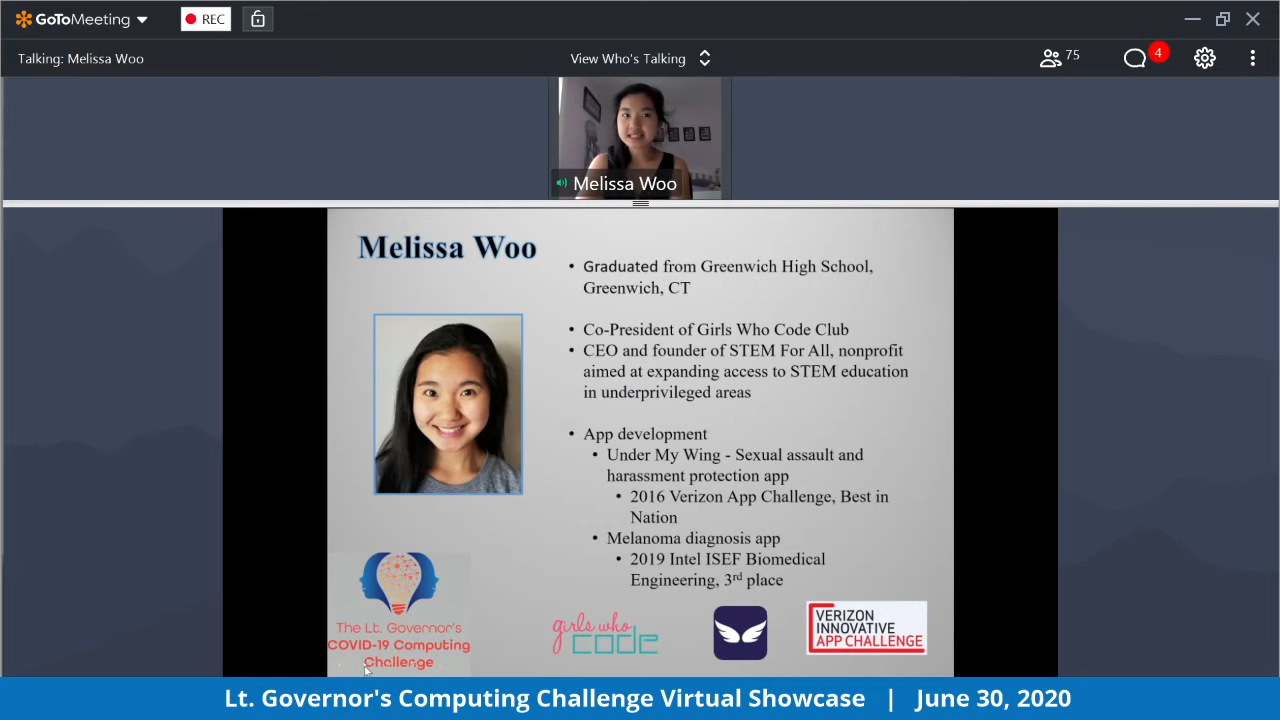 GoToMeeting
REC
Talking: Melissa Woo
View Who's Talking
75
4
Melissa Woo
Melissa Woo
• Graduated from Greenwich High School,
Greenwich, CT
• Co-President of Girls Who Code Club
• CEO and founder of STEM For All, nonprofit
aimed at expanding access to STEM education
in underprivileged areas
• App development
• Under My Wing - Sexual assault and
harassment protection app
• 2016 Verizon App Challenge, Best in
Nation
• Melanoma diagnosis app
• 2019 Intel ISEF Biomedical
Engineering, 3rd place
The Lt. Governor's
COVID-19 Computing
Challenge
girls who
code
VERIZON
INNOVATIVE
APP CHALLENGE
Lt. Governor's Computing Challenge Virtual Showcase | June 30, 2020